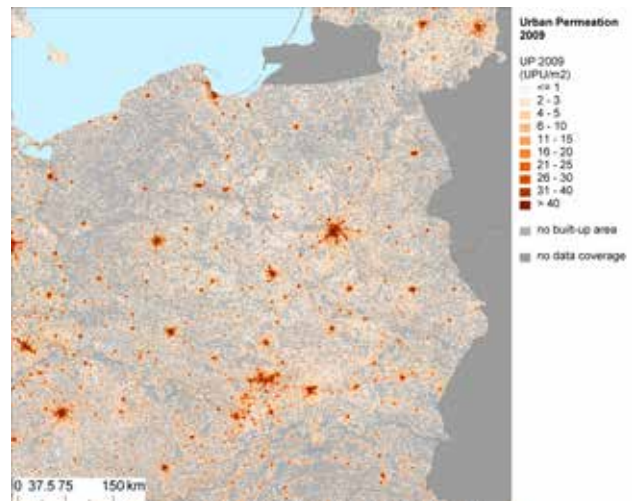 Urban Permeation
2009
UP 2009
(UPU/m2)
<= 1
2 - 3
4 - 5
6 - 10
11 - 15
16 - 20
21 - 25
26 - 30
31 - 40
> 40
no built-up area
no data coverage
0 37.5 75 150 km